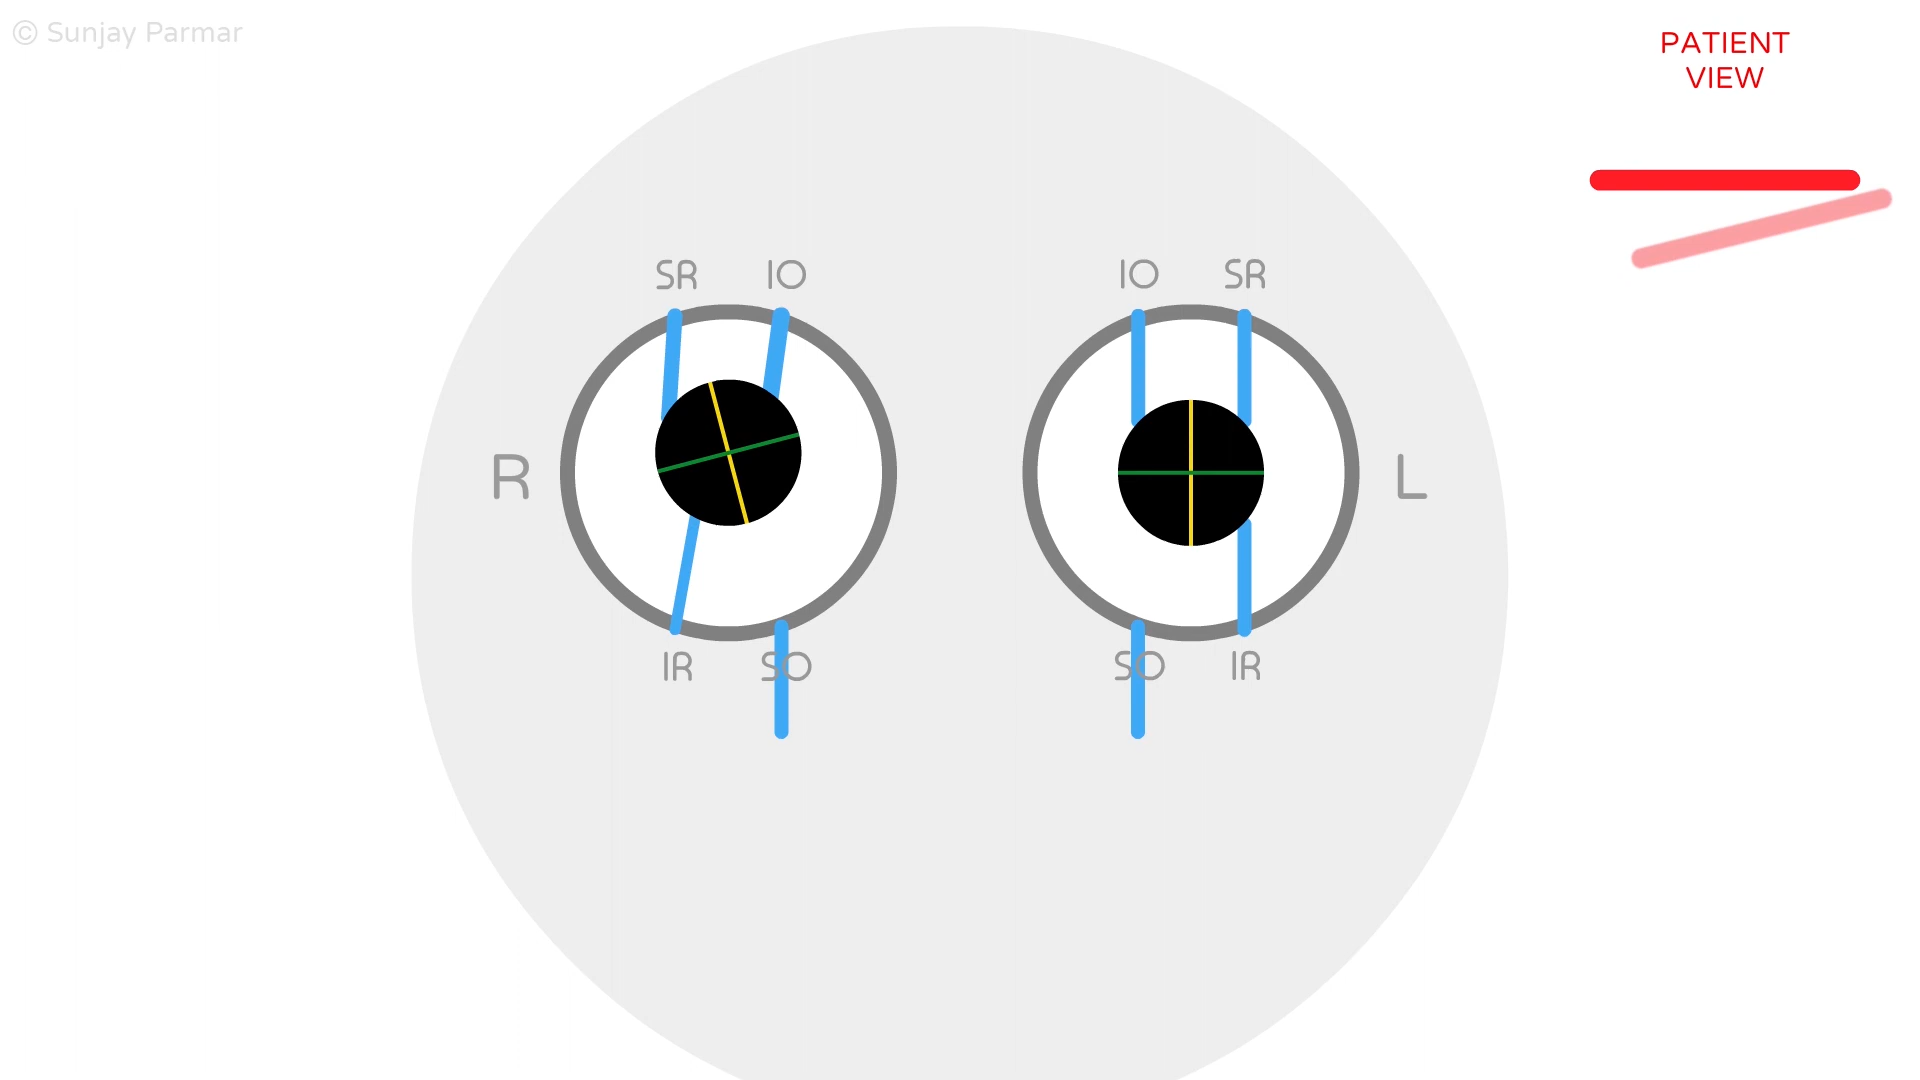 © Sunjay Parmar
PATIENT
VIEW
SR IO IO SR
R L
IR SO SO IR